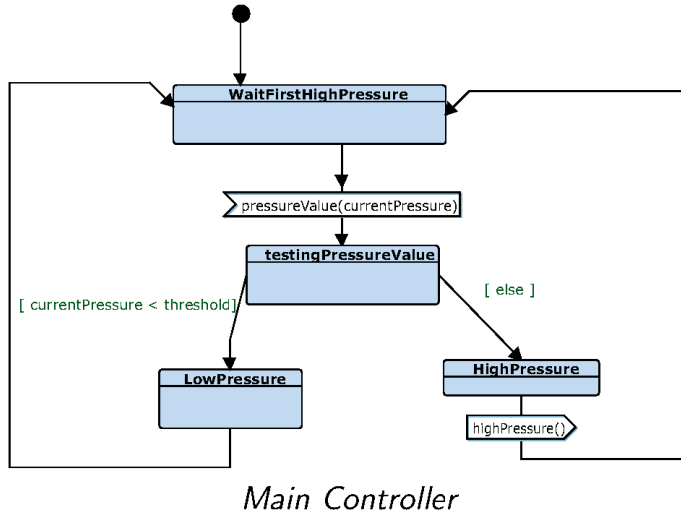 WaitFirstHighPressure
pressureValue(currentPressure)
testingPressureValue
[ currentPressure < threshold]
[ else ]
LowPressure
HighPressure
highPressure()
Main Controller